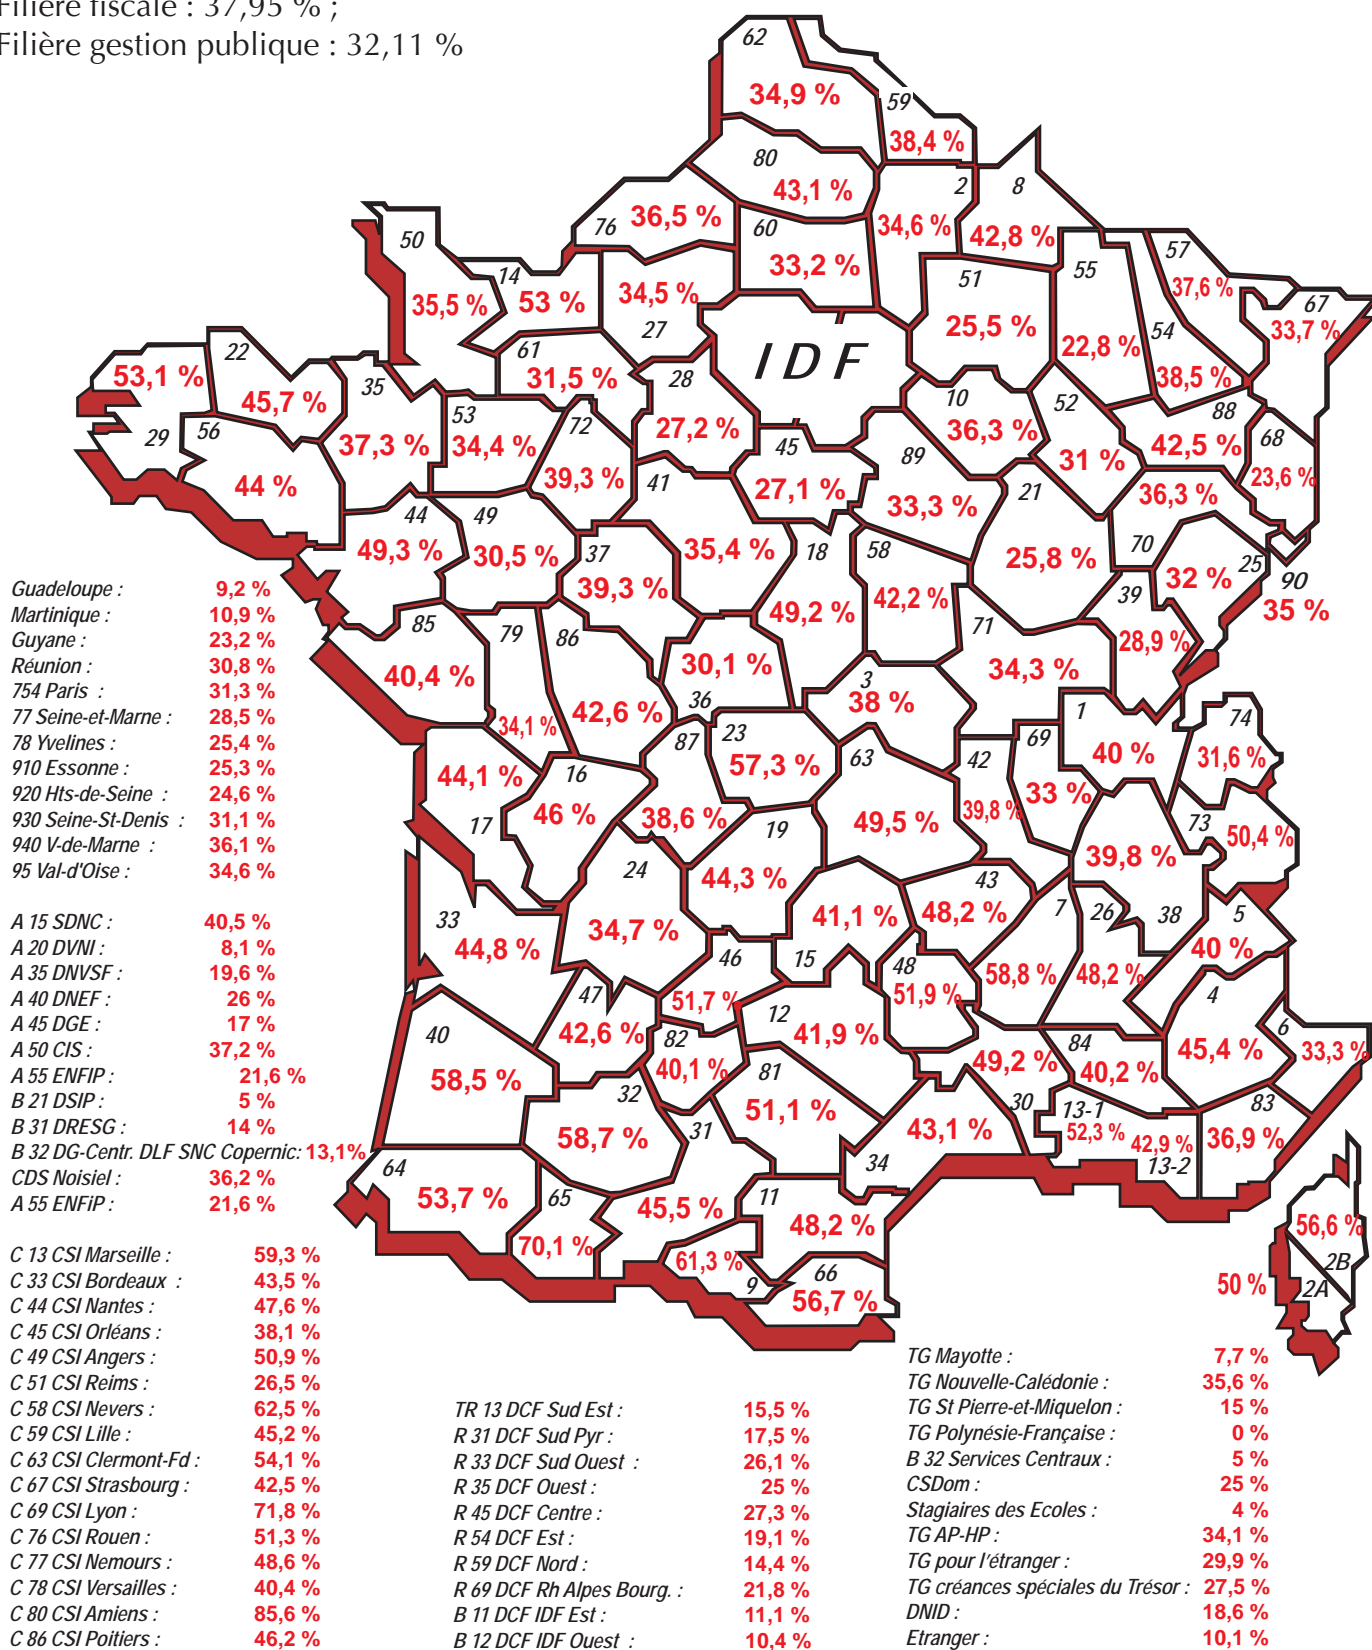 Filière fiscale : 37,95 % ;
Filière gestion publique : 32,11 %
62
34,9 %
59
38,4 %
80
43,1 %
2
34,6 %
8
42,8 %
76
36,5 %
60
33,2 %
50
35,5 %
14
53 %
34,5 %
27
51
25,5 %
55
22,8 %
57
37,6 %
54
38,5 %
67
33,7 %
IDF
53,1 %
29
22
45,7 %
35
37,3 %
61
31,5 %
28
27,2 %
53
34,4 %
72
39,3 %
56
44 %
10
36,3 %
52
31 %
88
42,5 %
68
23,6 %
45
27,1 %
89
33,3 %
41
35,4 %
21
25,8 %
36,3 %
70
44
49,3 %
49
30,5 %
37
39,3 %
18
49,2 %
58
42,2 %
25
32 %
90
35 %
39
28,9 %
71
34,3 %
85
40,4 %
79
34,1 %
86
42,6 %
30,1 %
36
3
38 %
1
40 %
74
31,6 %
87
38,6 %
23
57,3 %
63
49,5 %
42
39,8 %
69
33 %
44,1 %
17
16
46 %
19
44,3 %
73
50,4 %
39,8 %
38
24
34,7 %
33
44,8 %
41,1 %
15
43
48,2 %
7
58,8 %
26
48,2 %
5
40 %
46
51,7 %
48
51,9 %
47
42,6 %
12
41,9 %
4
45,4 %
6
33,3 %
40
58,5 %
82
40,1 %
81
51,1 %
49,2 %
30
84
40,2 %
32
58,7 %
31
45,5 %
43,1 %
34
13-1
52,3 %
42,9 %
13-2
83
36,9 %
64
53,7 %
65
70,1 %
11
48,2 %
61,3 %
9
66
56,7 %
56,6 %
2B
50 %
2A
Guadeloupe : 9,2 %
Martinique : 10,9 %
Guyane : 23,2 %
Réunion : 30,8 %
754 Paris : 31,3 %
77 Seine-et-Marne : 28,5 %
78 Yvelines : 25,4 %
910 Essonne : 25,3 %
920 Hts-de-Seine : 24,6 %
930 Seine-St-Denis : 31,1 %
940 V-de-Marne : 36,1 %
95 Val-d'Oise : 34,6 %
A 15 SDNC : 40,5 %
A 20 DVNI : 8,1 %
A 35 DNVSF : 19,6 %
A 40 DNEF : 26 %
A 45 DGE : 17 %
A 50 CIS : 37,2 %
A 55 ENFIP : 21,6 %
B 21 DSIP : 5 %
B 31 DRESG : 14 %
B 32 DG-Centr. DLF SNC Copernic: 13,1%
CDS Noisiel : 36,2 %
A 55 ENFiP : 21,6 %
C 13 CSI Marseille : 59,3 %
C 33 CSI Bordeaux : 43,5 %
C 44 CSI Nantes : 47,6 %
C 45 CSI Orléans : 38,1 %
C 49 CSI Angers : 50,9 %
C 51 CSI Reims : 26,5 %
C 58 CSI Nevers : 62,5 %
C 59 CSI Lille : 45,2 %
C 63 CSI Clermont-Fd : 54,1 %
C 67 CSI Strasbourg : 42,5 %
C 69 CSI Lyon : 71,8 %
C 76 CSI Rouen : 51,3 %
C 77 CSI Nemours : 48,6 %
C 78 CSI Versailles : 40,4 %
C 80 CSI Amiens : 85,6 %
C 86 CSI Poitiers : 46,2 %
TR 13 DCF Sud Est : 15,5 %
R 31 DCF Sud Pyr : 17,5 %
R 33 DCF Sud Ouest : 26,1 %
R 35 DCF Ouest : 25 %
R 45 DCF Centre : 27,3 %
R 54 DCF Est : 19,1 %
R 59 DCF Nord : 14,4 %
R 69 DCF Rh Alpes Bourg. : 21,8 %
B 11 DCF IDF Est : 11,1 %
B 12 DCF IDF Ouest : 10,4 %
TG Mayotte : 7,7 %
TG Nouvelle-Calédonie : 35,6 %
TG St Pierre-et-Miquelon : 15 %
TG Polynésie-Française : 0 %
B 32 Services Centraux : 5 %
CSDom : 25 %
Stagiaires des Ecoles : 4 %
TG AP-HP : 34,1 %
TG pour l'étranger : 29,9 %
TG créances spéciales du Trésor : 27,5 %
DNID : 18,6 %
Etranger : 10,1 %